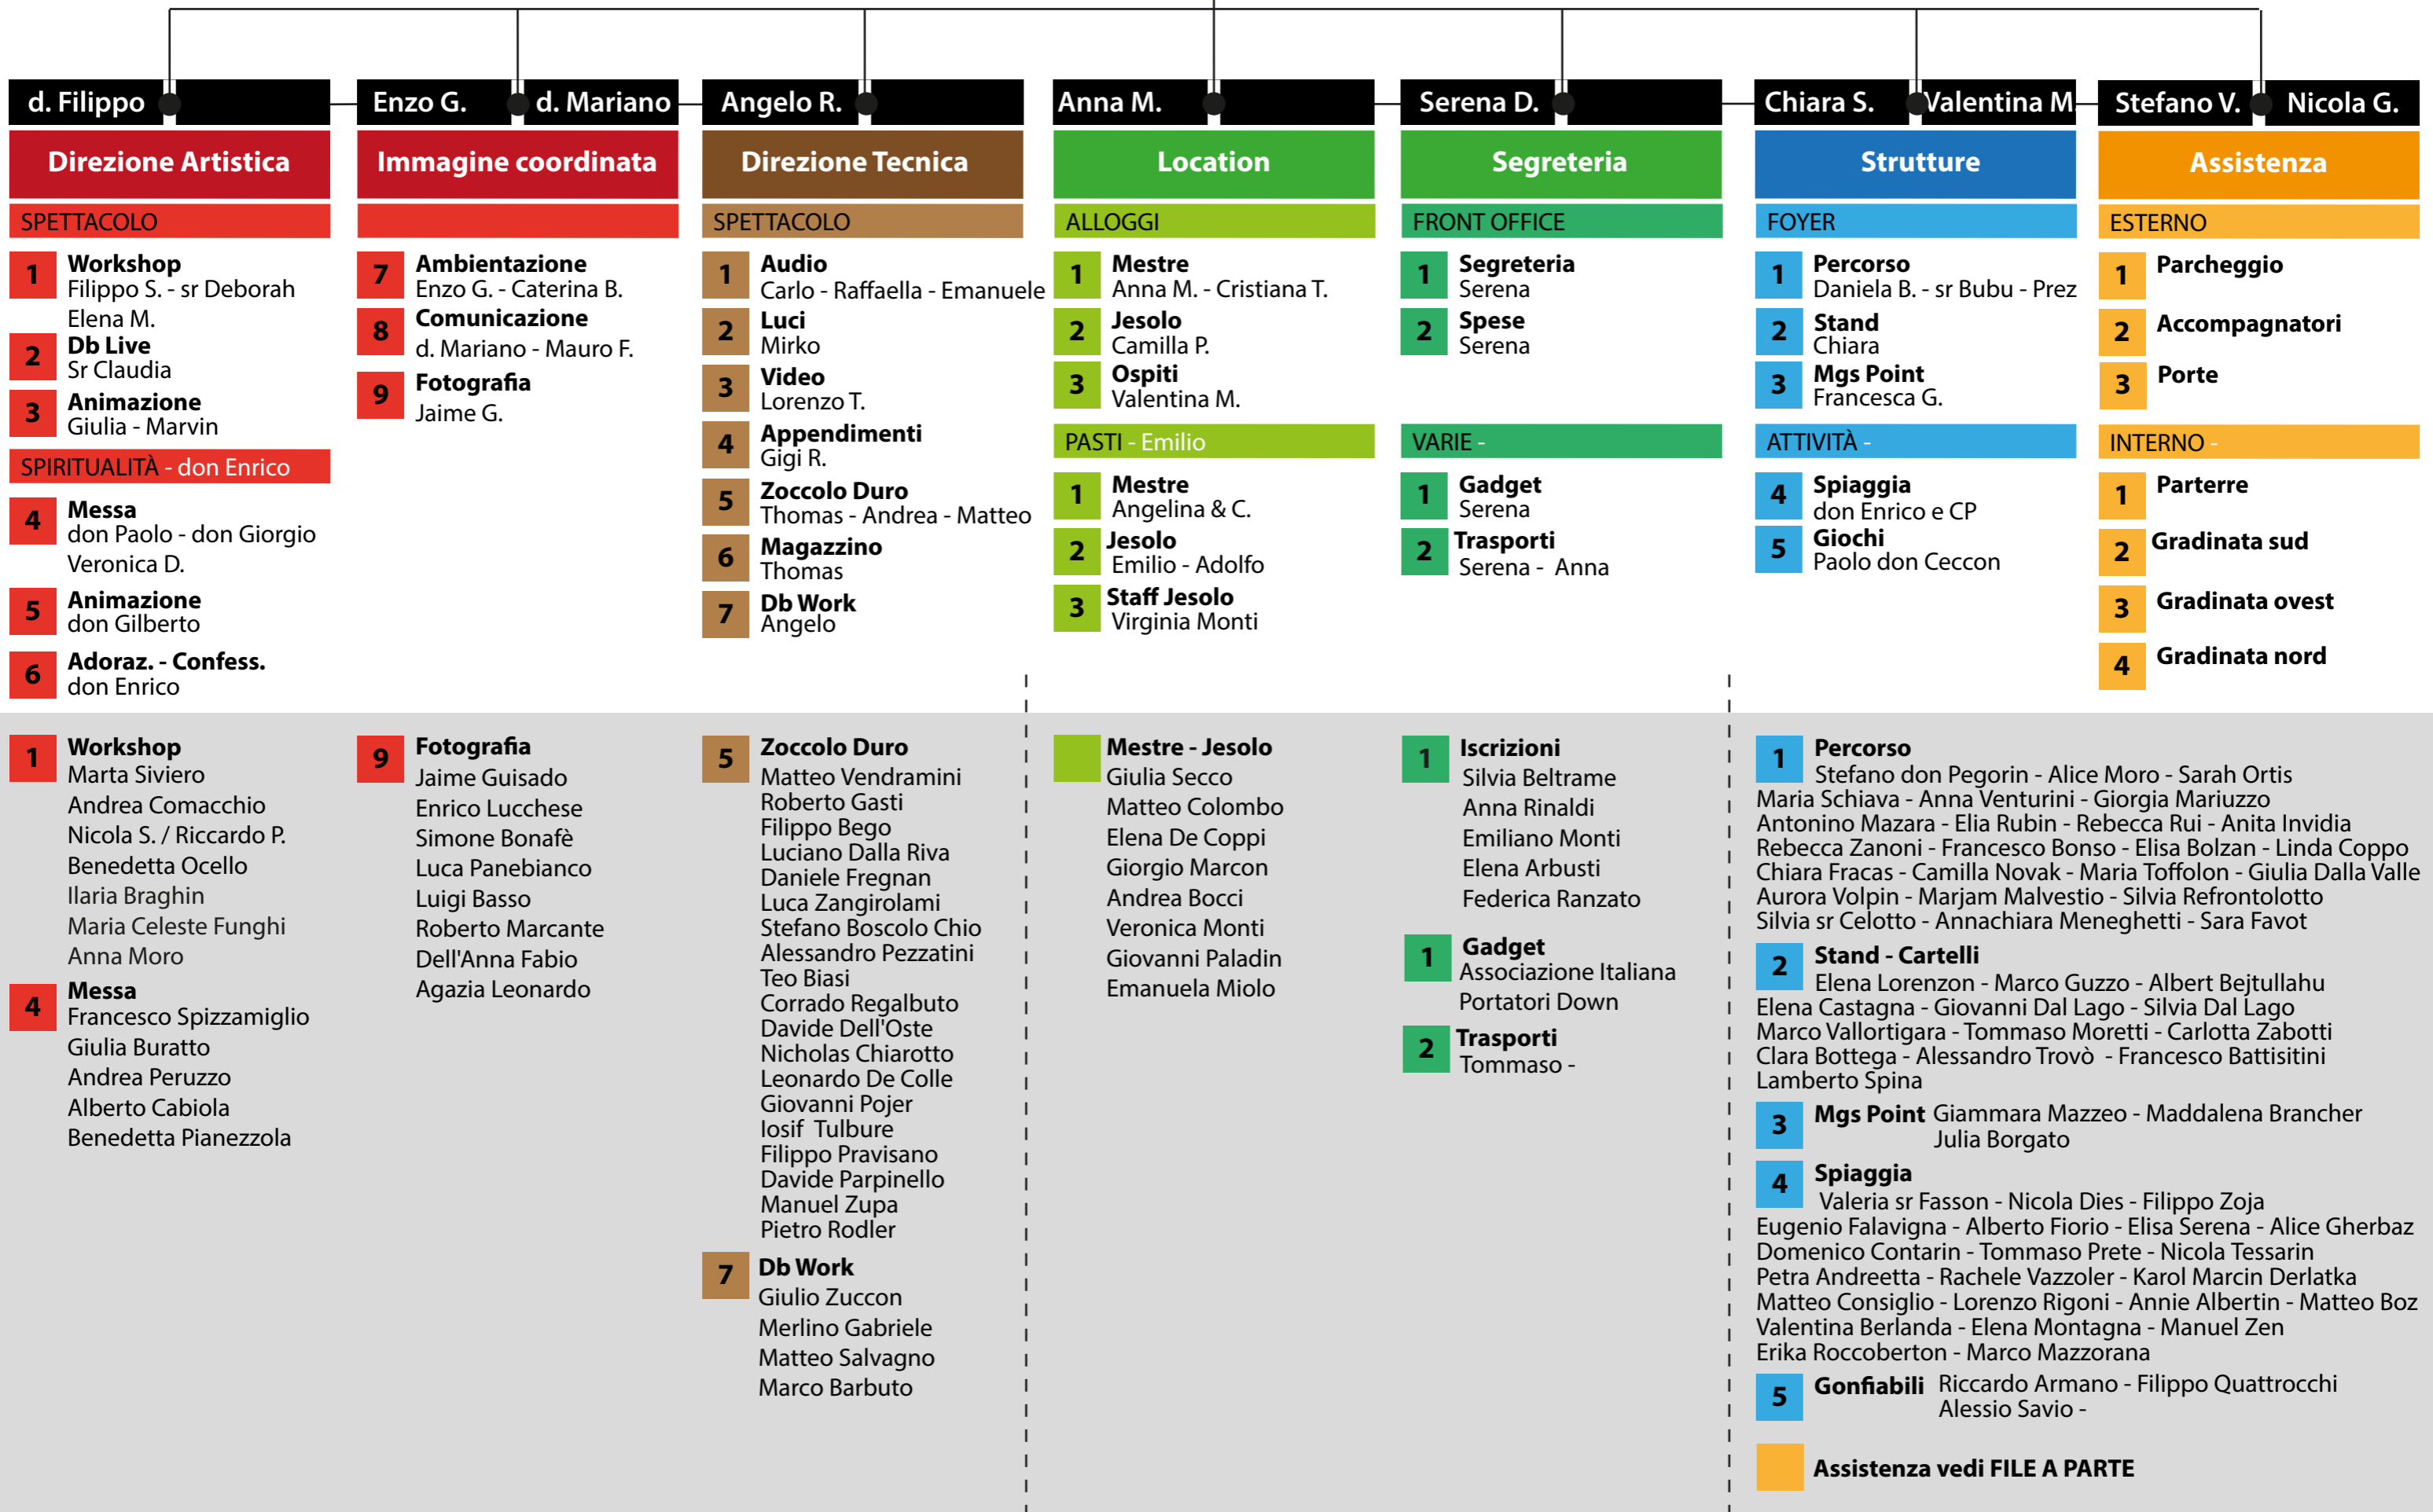 d. Filippo
Enzo G. d. Mariano
Angelo R.
Anna M.
Serena D.
Chiara S. Valentina M
Stefano V. Nicola G.
Direzione Artistica
SPETTACOLO
1 Workshop
Filippo S. - sr Deborah
Elena M.
2 Db Live
Sr Claudia
3 Animazione
Giulia - Marvin
SPIRITUALITÀ - don Enrico
4 Messa
don Paolo - don Giorgio
Veronica D.
5 Animazione
don Gilberto
6 Adoraz. - Confess.
don Enrico
Immagine coordinata
7 Ambientazione
Enzo G. - Caterina B.
8 Comunicazione
d. Mariano - Mauro F.
9 Fotografia
Jaime G.
Direzione Tecnica
SPETTACOLO
1 Audio
Carlo - Raffaella - Emanuele
2 Luci
Mirko
3 Video
Lorenzo T.
4 Appendimenti
Gigi R.
5 Zoccolo Duro
Thomas - Andrea - Matteo
6 Magazzino
Thomas
7 Db Work
Angelo
Location
ALLOGGI
1 Mestre
Anna M. - Cristiana T.
2 Jesolo
Camilla P.
3 Ospiti
Valentina M.
PASTI - Emilio
1 Mestre
Angelina & C.
2 Jesolo
Emilio - Adolfo
3 Staff Jesolo
Virginia Monti
Segreteria
FRONT OFFICE
1 Segreteria
Serena
2 Spese
Serena
VARIE -
1 Gadget
Serena
2 Trasporti
Serena - Anna
Strutture
FOYER
1 Percorso
Daniela B. - sr Bubu - Prez
2 Stand
Chiara
3 Mgs Point
Francesca G.
ATTIVITÀ -
4 Spiaggia
don Enrico e CP
5 Giochi
Paolo don Ceccon
Assistenza
ESTERNO
1 Parcheggio
2 Accompagnatori
3 Porte
INTERNO -
1 Parterre
2 Gradinata sud
3 Gradinata ovest
4 Gradinata nord
1 Workshop
Marta Siviero
Andrea Comacchio
Nicola S. / Riccardo P.
Benedetta Ocello
Ilaria Braghin
Maria Celeste Funghi
Anna Moro
4 Messa
Francesco Spizzamiglio
Giulia Buratto
Andrea Peruzzo
Alberto Cabiola
Benedetta Pianezzola
9 Fotografia
Jaime Guisado
Enrico Lucchese
Simone Bonafè
Luca Panebianco
Luigi Basso
Roberto Marcante
Dell'Anna Fabio
Agazia Leonardo
5 Zoccolo Duro
Matteo Vendramini
Roberto Gasti
Filippo Bego
Luciano Dalla Riva
Daniele Fregnan
Luca Zangirolami
Stefano Boscolo Chio
Alessandro Pezzatini
Teo Biasi
Corrado Regalbuto
Davide Dell'Oste
Nicholas Chiarotto
Leonardo De Colle
Giovanni Pojer
Iosif Tulbure
Filippo Pravisano
Davide Parpinello
Manuel Zupa
Pietro Rodler
7 Db Work
Giulio Zuccon
Merlino Gabriele
Matteo Salvagno
Marco Barbuto
Mestre - Jesolo
Giulia Secco
Matteo Colombo
Elena De Coppi
Giorgio Marcon
Andrea Bocci
Veronica Monti
Giovanni Paladin
Emanuela Miolo
1 Iscrizioni
Silvia Beltrame
Anna Rinaldi
Emiliano Monti
Elena Arbusti
Federica Ranzato
1 Gadget
Associazione Italiana
Portatori Down
2 Trasporti
Tommaso -
1 Percorso
Stefano don Pegorin - Alice Moro - Sarah Ortis
Maria Schiava - Anna Venturini - Giorgia Mariuzzo
Antonino Mazara - Elia Rubin - Rebecca Rui - Anita Invidia
Rebecca Zanoni - Francesco Bonso - Elisa Bolzan - Linda Coppo
Chiara Fracas - Camilla Novak - Maria Toffolon - Giulia Dalla Valle
Aurora Volpin - Marjam Malvestio - Silvia Refrontolotto
Silvia sr Celotto - Annachiara Meneghetti - Sara Favot
2 Stand - Cartelli
Elena Lorenzon - Marco Guzzo - Albert Bejtullahu
Elena Castagna - Giovanni Dal Lago - Silvia Dal Lago
Marco Vallortigara - Tommaso Moretti - Carlotta Zabotti
Clara Bottega - Alessandro Trovò - Francesco Battisitini
Lamberto Spina
3 Mgs Point Giammara Mazzeo - Maddalena Brancher
Julia Borgato
4 Spiaggia
Valeria sr Fasson - Nicola Dies - Filippo Zoja
Eugenio Falavigna - Alberto Fiorio - Elisa Serena - Alice Gherbaz
Domenico Contarin - Tommaso Prete - Nicola Tessarin
Petra Andreetta - Rachele Vazzoler - Karol Marcin Derlatka
Matteo Consiglio - Lorenzo Rigoni - Annie Albertin - Matteo Boz
Valentina Berlanda - Elena Montagna - Manuel Zen
Erika Roccoberton - Marco Mazzorana
5 Gonfiabili Riccardo Armano - Filippo Quattrocchi
Alessio Savio -
Assistenza vedi FILE A PARTE